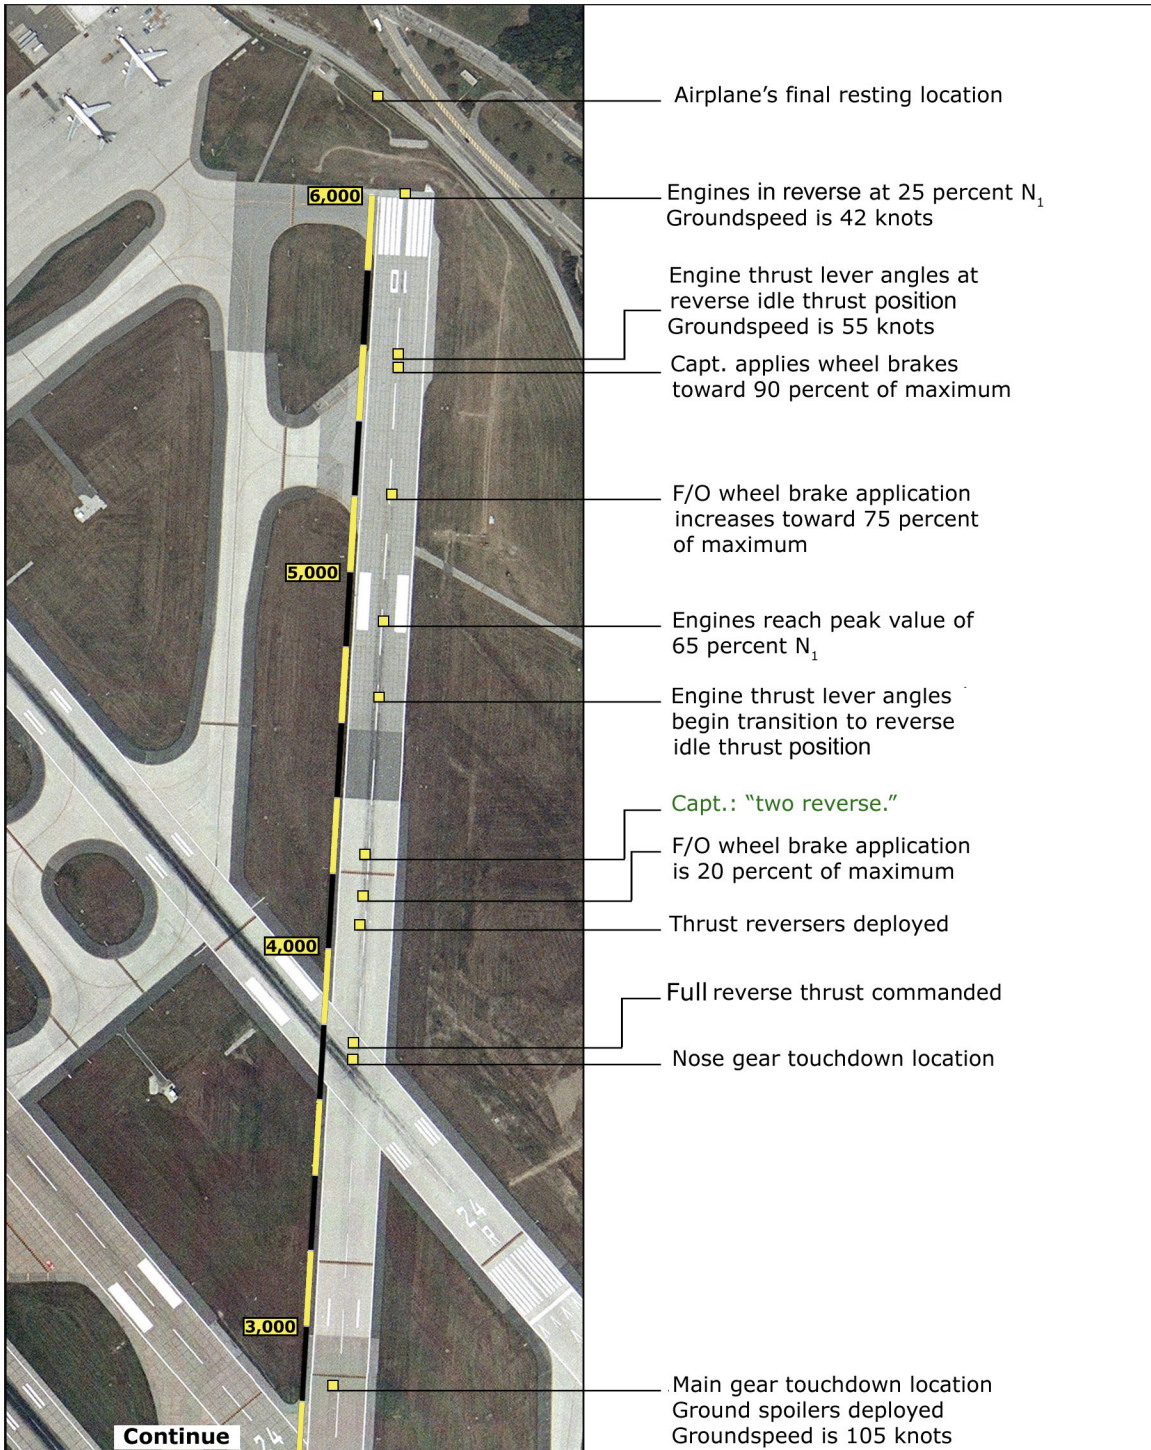 Airplane's final resting location
6,000
Engines in reverse at 25 percent N1
Groundspeed is 42 knots
Engine thrust lever angles at
reverse idle thrust position
Groundspeed is 55 knots
01
Capt. applies wheel brakes
toward 90 percent of maximum
F/O wheel brake application
increases toward 75 percent
of maximum
5,000
Engines reach peak value of
65 percent N1
Engine thrust lever angles
begin transition to reverse
idle thrust position
Capt.: “two reverse.”
F/O wheel brake application
is 20 percent of maximum
Thrust reversers deployed
4,000
Full reverse thrust commanded
Nose gear touchdown location
24
R
3,000
Main gear touchdown location
Ground spoilers deployed
Groundspeed is 105 knots
24
Continue